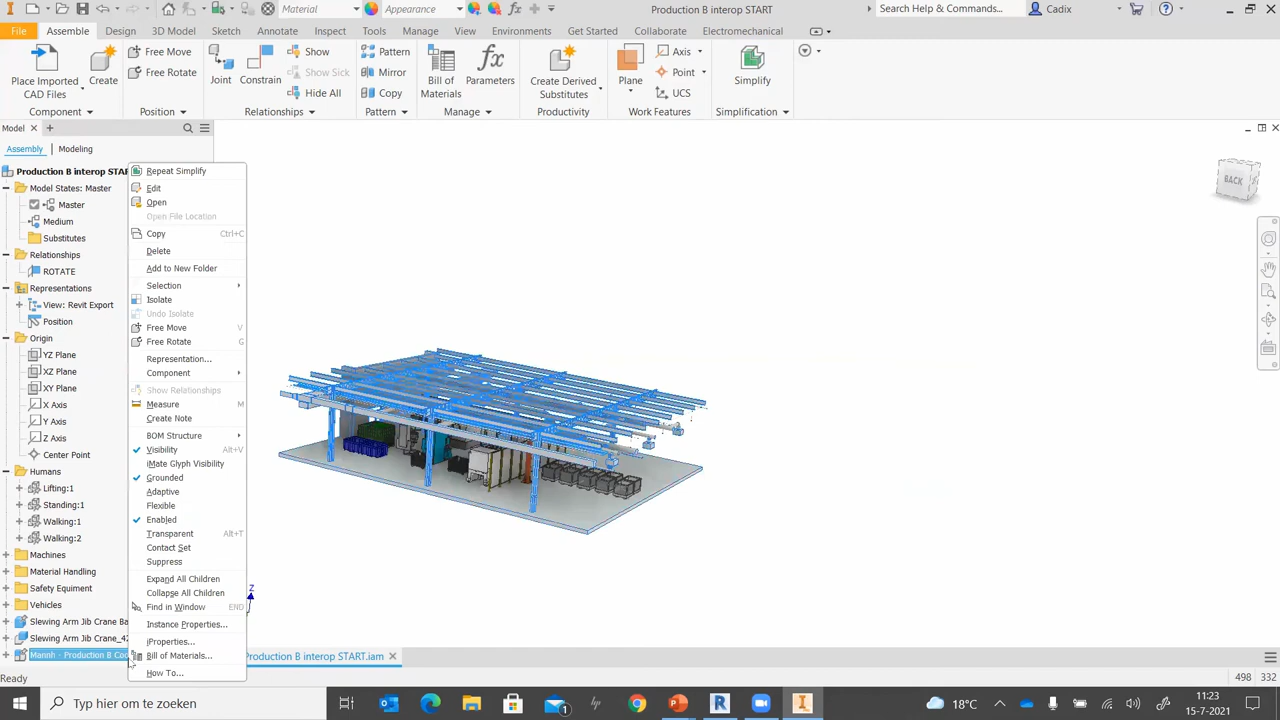 Material
Appearance
Production B interop START
Search Help & Commands...
Cadix
File
Assemble
Design
3D Model
Sketch
Annotate
Inspect
Tools
Manage
View
Environments
Get Started
Collaborate
Electromechanical
Place Imported
CAD Files
Create
Free Move
Free Rotate
Joint
Constrain
Show
Show Sick
Hide All
Pattern
Mirror
Copy
Bill of
Materials
Parameters
Create Derived
Substitutes
Plane
Axis
Point
UCS
Simplify
Component
Position
Relationships
Pattern
Manage
Productivity
Work Features
Simplification
Model
Assembly
Modeling
Production B interop STAR
Model States: Master
Master
Medium
Substitutes
Relationships
ROTATE
Representations
View: Revit Export
Position
Origin
YZ Plane
XZ Plane
XY Plane
X Axis
Y Axis
Z Axis
Center Point
Humans
Lifting:1
Standing:1
Walking:1
Walking:2
Machines
Material Handling
Safety Equiment
Vehicles
Slewing Arm Jib Crane Ba
Slewing Arm Jib Crane_42
Mannh - Production B Coo
Repeat Simplify
Edit
Open
Open File Location
Copy Ctrl+C
Delete
Add to New Folder
Selection
Isolate
Undo Isolate
Free Move V
Free Rotate G
Representation...
Component
Show Relationships
Measure M
Create Note
BOM Structure
Visibility Alt+V
iMate Glyph Visibility
Grounded
Adaptive
Flexible
Enabled
Transparent Alt+T
Contact Set
Suppress
Expand All Children
Collapse All Children
Find in Window END
Instance Properties...
iProperties...
Bill of Materials...
How To...
BACK
Z
Production B interop START.iam
Ready
498 332
Typ hier om te zoeken
1
18°C
11:23
15-7-2021